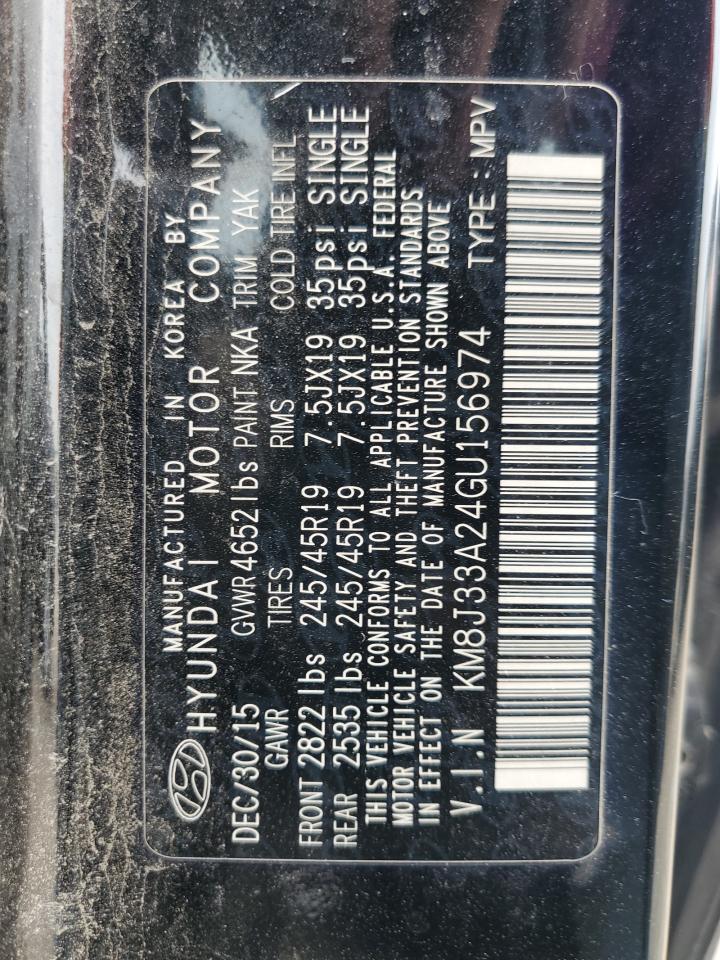 MANUFACTURED IN KOREA BY
HYUNDAI MOTOR COMPANY
DEC/30/15 GVWR 4652 lbs PAINT NKA TRIM YAK
GAWR TIRES RIMS COLD TIRE INFL
FRONT 2822 lbs 245/45R19 7.5JX19 35psi SINGLE
REAR 2535 lbs 245/45R19 7.5JX19 35psi SINGLE
THIS VEHICLE CONFORMS TO ALL APPLICABLE U.S.A. FEDERAL
MOTOR VEHICLE SAFETY AND THEFT PREVENTION STANDARDS
IN EFFECT ON THE DATE OF MANUFACTURE SHOWN ABOVE
V.I.N KM8J33A24GU156974 TYPE : MPV